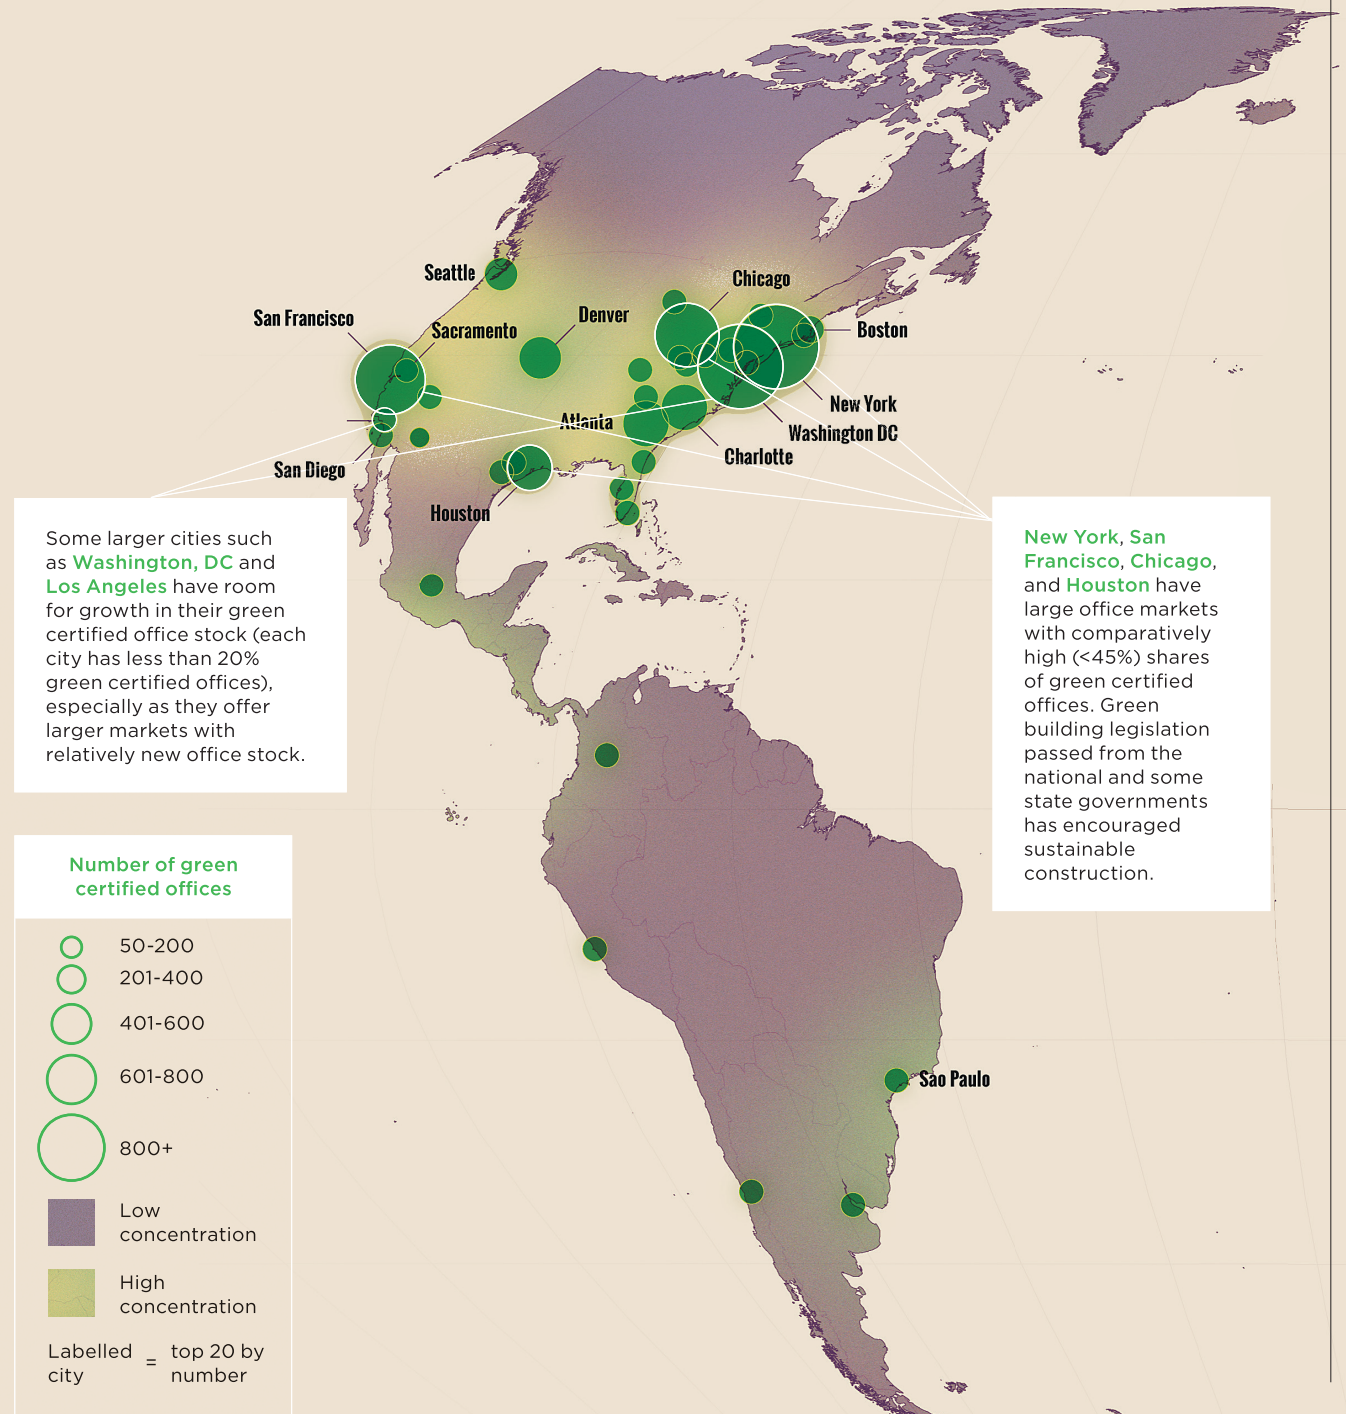 Chicago
Seattle
San Francisco
Denver
Sacramento
Boston
New York
Atlanta
Washington DC
Charlotte
San Diego
Houston
Some larger cities such
as Washington, DC and
Los Angeles have room
for growth in their green
certified office stock (each
city has less than 20%
green certified offices),
especially as they offer
larger markets with
relatively new office stock.
New York, San
Francisco, Chicago,
and Houston have
large office markets
with comparatively
high (<45%) shares
of green certified
offices. Green
building legislation
passed from the
national and some
state governments
has encouraged
sustainable
construction.
Number of green
certified offices
50-200
201-400
401-600
601-800
800+
Low
concentration
High
concentration
Labelled
city
=
top 20 by
number
Sao Paulo